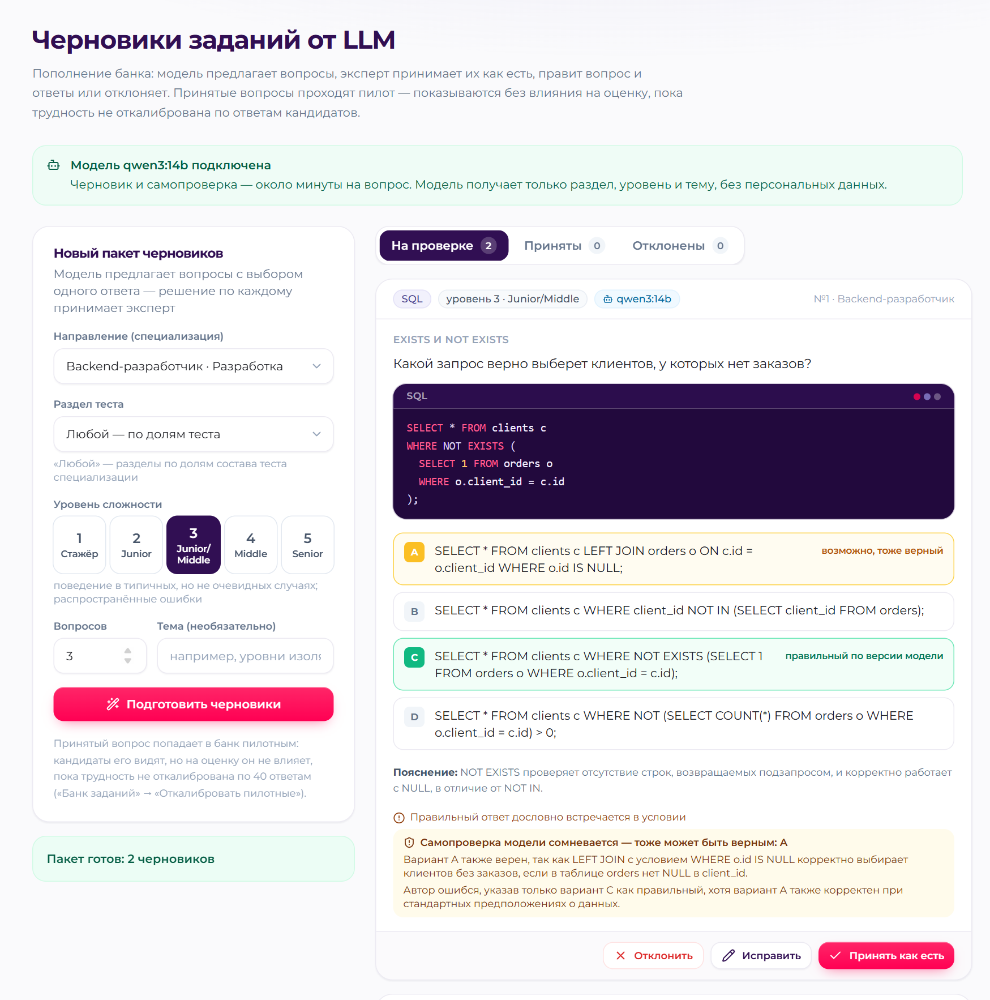 Черновики заданий от LLM
Пополнение банка: модель предлагает вопросы, эксперт принимает их как есть, правит вопрос и
ответы или отклоняет. Принятые вопросы проходят пилот — показываются без влияния на оценку, пока
трудность не откалибрована по ответам кандидатов.
Модель qwen3:14b подключена
Черновик и самопроверка — около минуты на вопрос. Модель получает только раздел, уровень и тему, без персональных данных.
Новый пакет черновиков
Модель предлагает вопросы с выбором
одного ответа — решение по каждому
принимает эксперт
Направление (специализация)
Backend-разработчик · Разработка
Раздел теста
Любой — по долям теста
«Любой» — разделы по долям состава теста
специализации
Уровень сложности
1
Стажёр
2
Junior
3
Junior/
Middle
4
Middle
5
Senior
поведение в типичных, но не очевидных случаях;
распространённые ошибки
Вопросов
3
Тема (необязательно)
например, уровни изоля
Подготовить черновики
Принятый вопрос попадает в банк пилотным:
кандидаты его видят, но на оценку он не влияет,
пока трудность не откалибрована по 40 ответам
(«Банк заданий» → «Откалибровать пилотные»).
Пакет готов: 2 черновиков
На проверке 2
Приняты 0
Отклонены 0
SQL
уровень 3 · Junior/Middle
qwen3:14b
№1 · Backend-разработчик
EXISTS И NOT EXISTS
Какой запрос верно выберет клиентов, у которых нет заказов?
SQL
SELECT * FROM clients c
WHERE NOT EXISTS (
  SELECT 1 FROM orders o
  WHERE o.client_id = c.id
);
A
SELECT * FROM clients c LEFT JOIN orders o ON c.id =
o.client_id WHERE o.id IS NULL;
возможно, тоже верный
B
SELECT * FROM clients c WHERE client_id NOT IN (SELECT client_id FROM orders);
C
SELECT * FROM clients c WHERE NOT EXISTS (SELECT 1
FROM orders o WHERE o.client_id = c.id);
правильный по версии модели
D
SELECT * FROM clients c WHERE NOT (SELECT COUNT(*) FROM orders o WHERE
o.client_id = c.id) > 0;
Пояснение: NOT EXISTS проверяет отсутствие строк, возвращаемых подзапросом, и корректно работает
с NULL, в отличие от NOT IN.
Правильный ответ дословно встречается в условии
Самопроверка модели сомневается — тоже может быть верным: A
Вариант A также верен, так как LEFT JOIN с условием WHERE o.id IS NULL корректно выбирает
клиентов без заказов, если в таблице orders нет NULL в client_id.
Автор ошибся, указав только вариант C как правильный, хотя вариант A также корректен при
стандартных предположениях о данных.
Отклонить
Исправить
Принять как есть